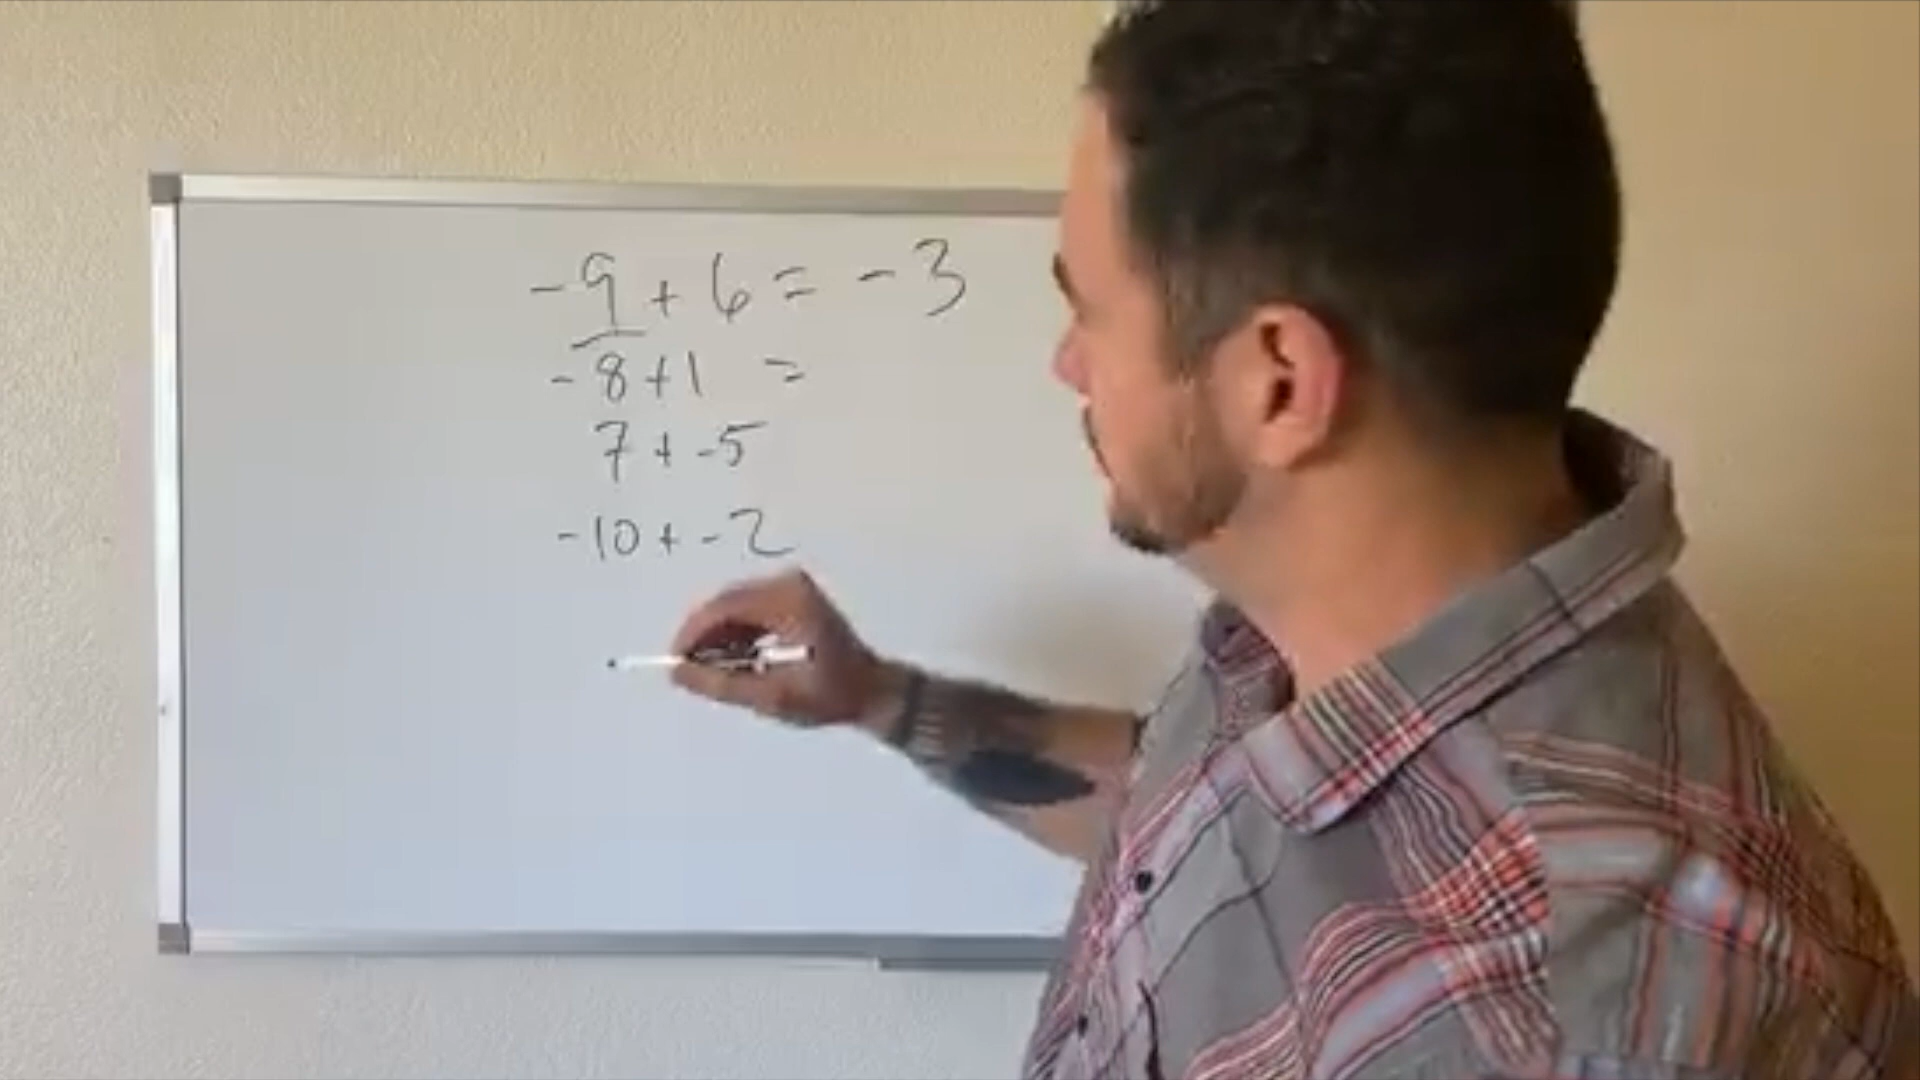 -9 + 6 = -3
-8 + 1 =
7 + -5
-10 + -2